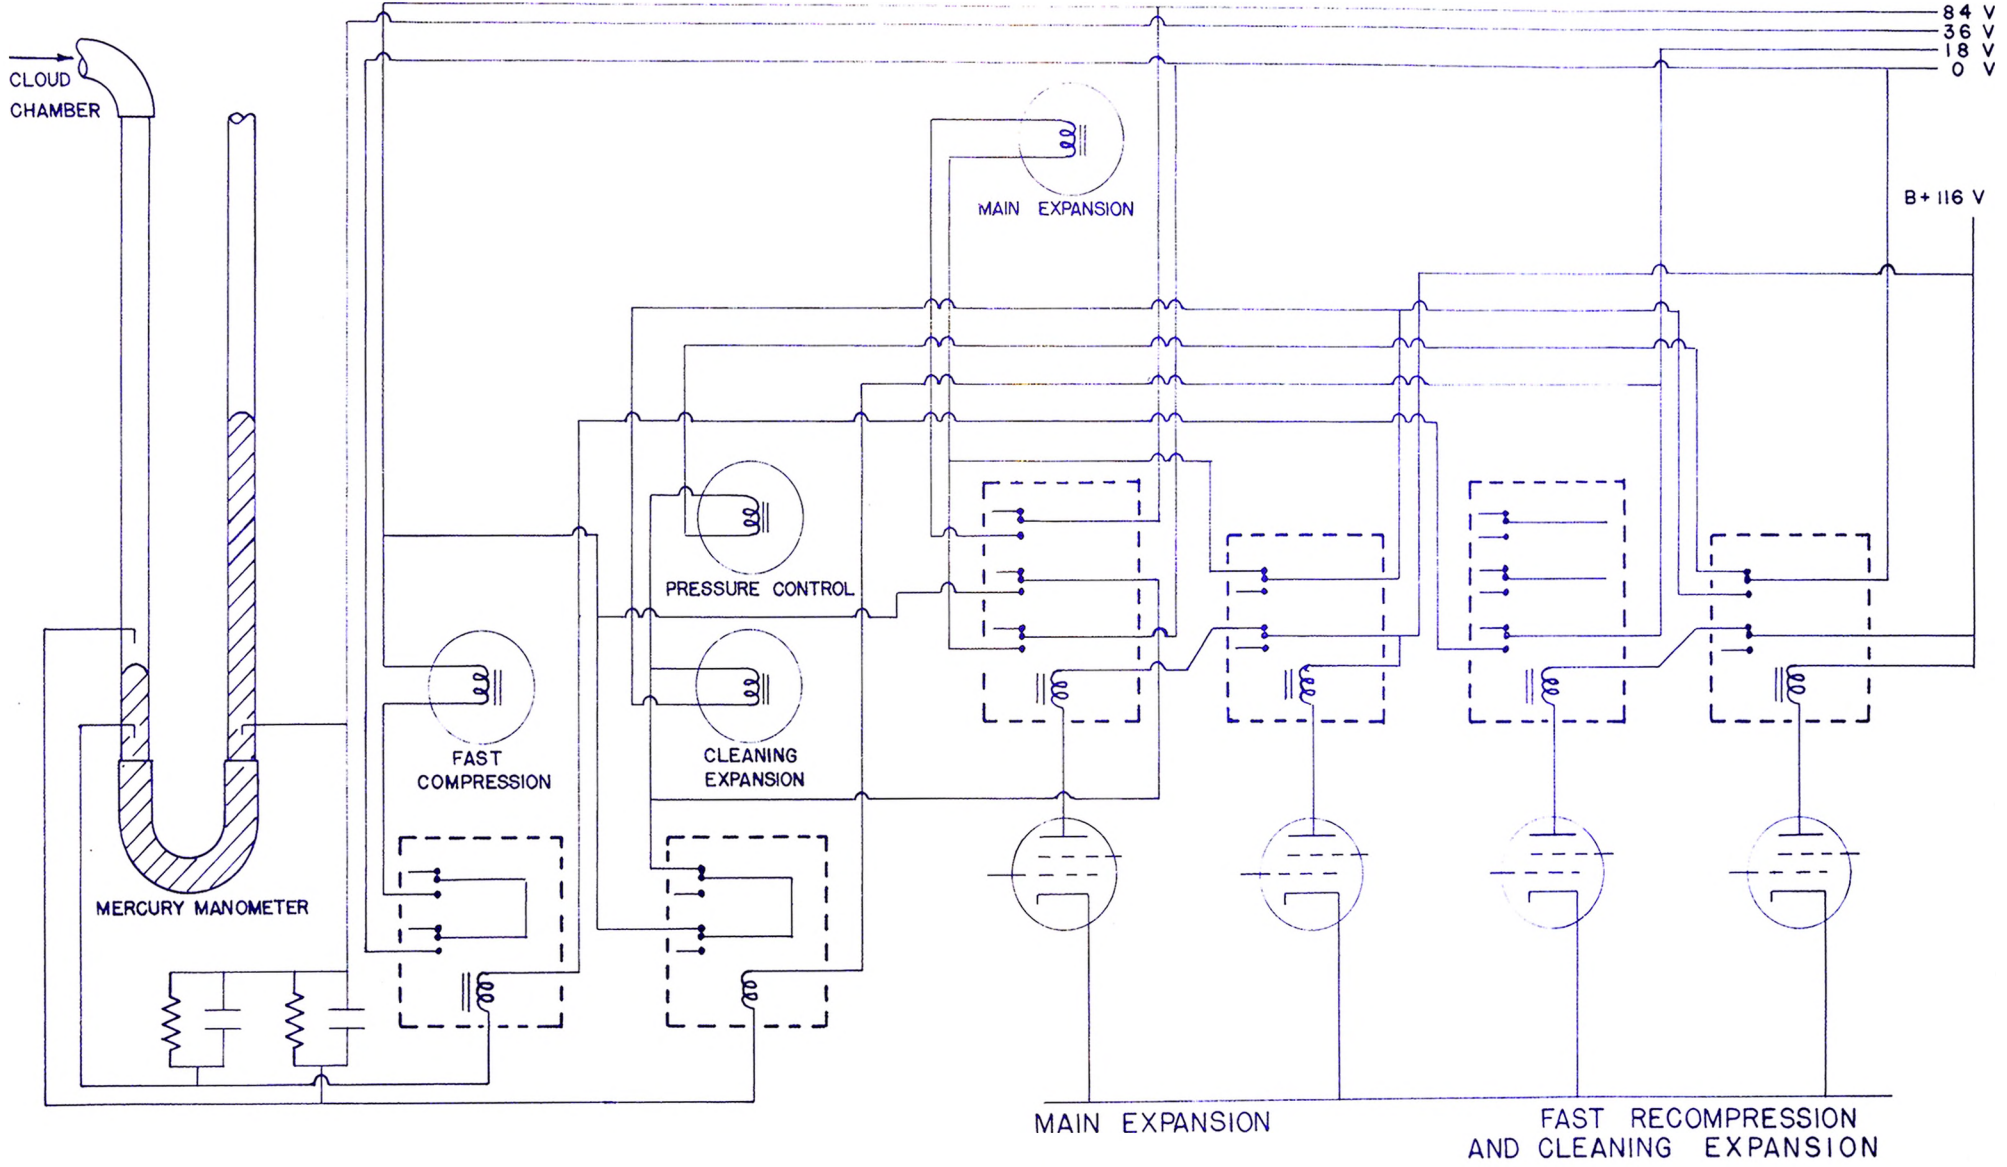 84 V
36 V
18 V
0 V
CLOUD
CHAMBER
B+ 116 V
MAIN EXPANSION
PRESSURE CONTROL
FAST
COMPRESSION
CLEANING
EXPANSION
MERCURY MANOMETER
MAIN EXPANSION
FAST RECOMPRESSION
AND CLEANING EXPANSION